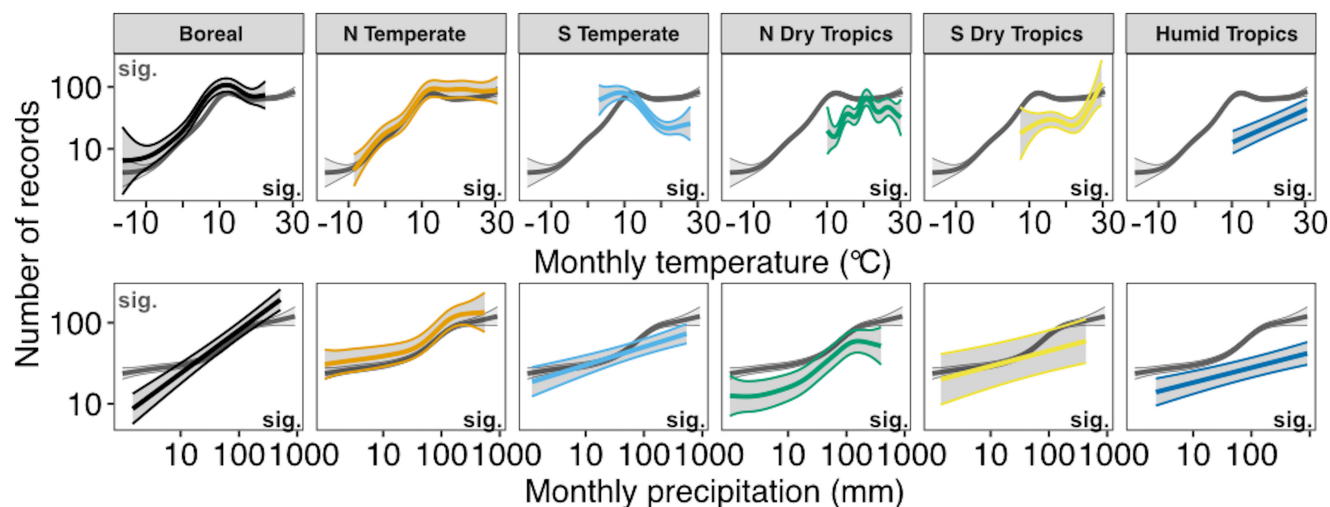 Boreal N Temperate S Temperate N Dry Tropics S Dry Tropics Humid Tropics
sig.
100
10
sig. sig. sig. sig. sig. sig.
-10 10 30 -10 10 30 -10 10 30 -10 10 30 -10 10 30 -10 10 30
Monthly temperature (°C)
Number of records
sig.
100
10
sig. sig. sig. sig. sig. sig.
10 100 1000 10 100 1000 10 100 1000 10 100 1000 10 100 1000 10 100
Monthly precipitation (mm)